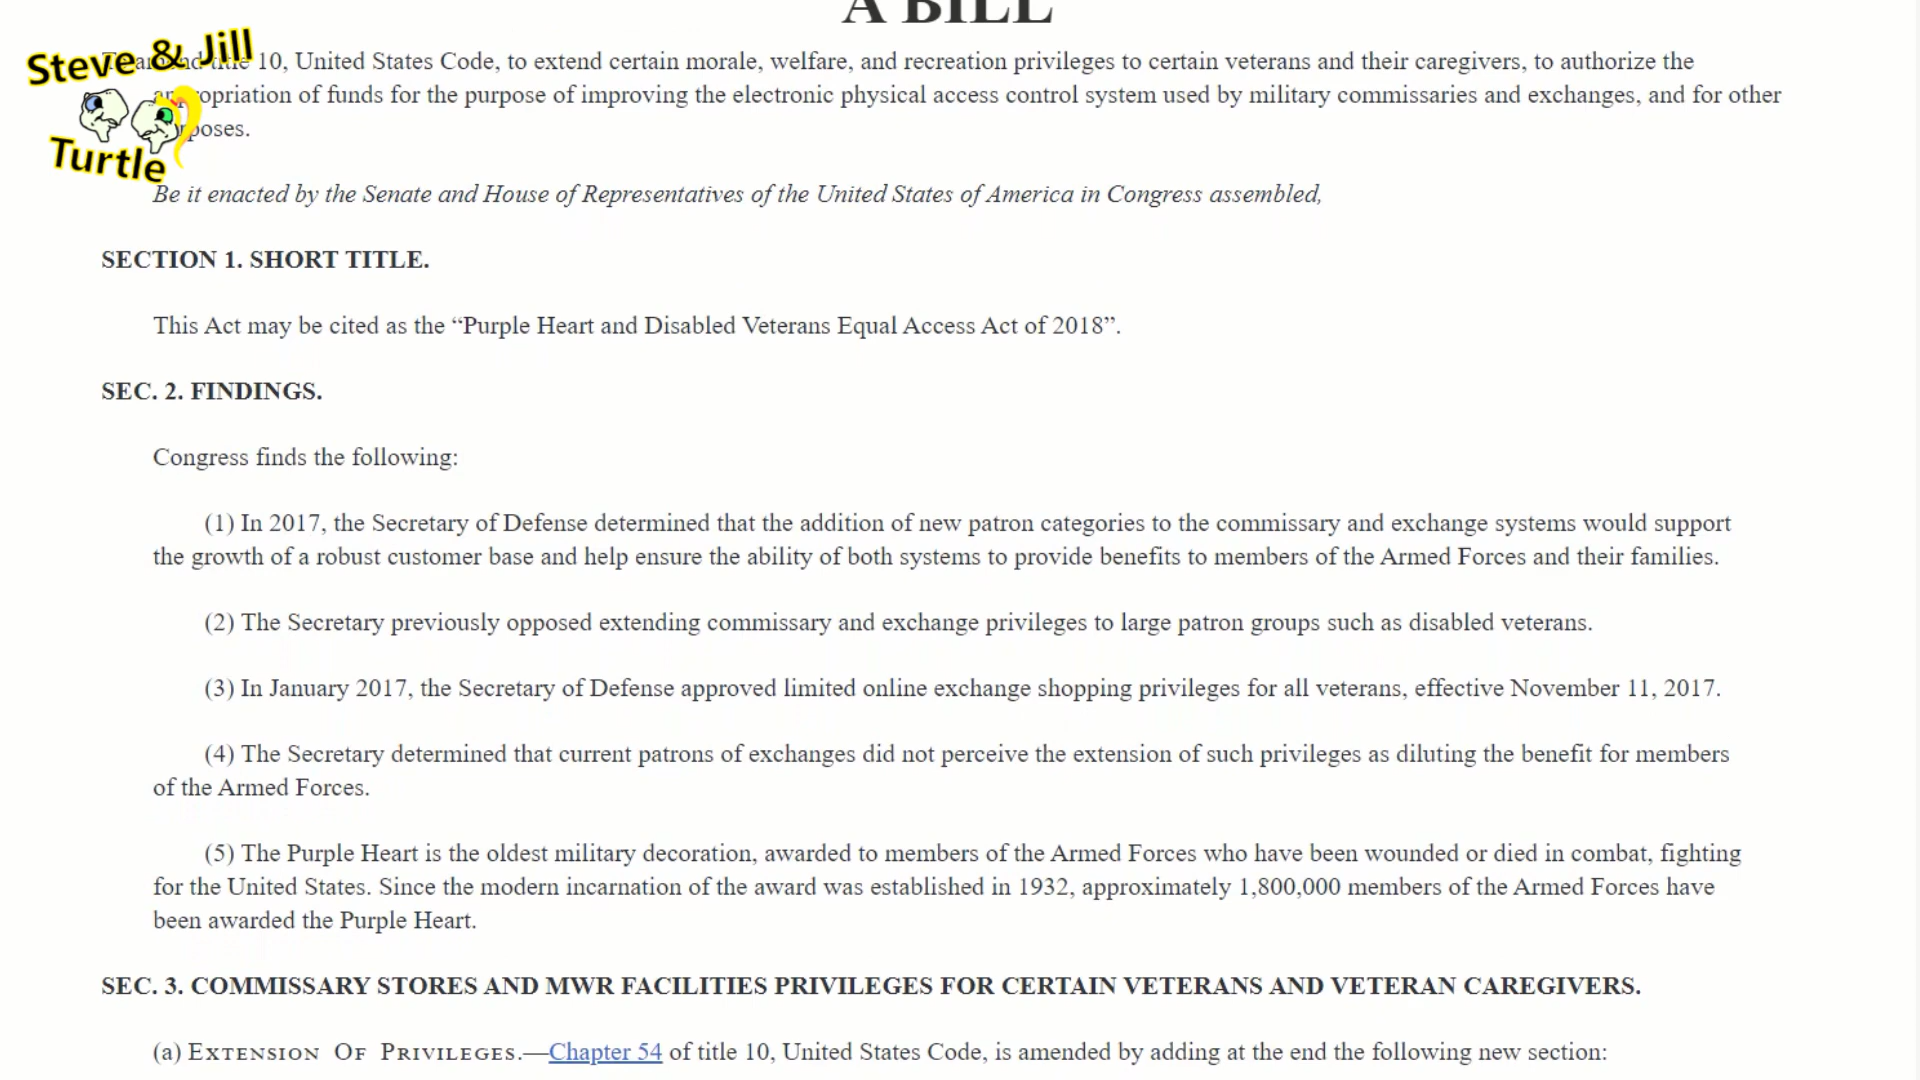 A BILL
Steve & Jill
Turtle
10, United States Code, to extend certain morale, welfare, and recreation privileges to certain veterans and their caregivers, to authorize the
appropriation of funds for the purpose of improving the electronic physical access control system used by military commissaries and exchanges, and for other
purposes.
Be it enacted by the Senate and House of Representatives of the United States of America in Congress assembled,
SECTION 1. SHORT TITLE.
This Act may be cited as the “Purple Heart and Disabled Veterans Equal Access Act of 2018”.
SEC. 2. FINDINGS.
Congress finds the following:
(1) In 2017, the Secretary of Defense determined that the addition of new patron categories to the commissary and exchange systems would support
the growth of a robust customer base and help ensure the ability of both systems to provide benefits to members of the Armed Forces and their families.
(2) The Secretary previously opposed extending commissary and exchange privileges to large patron groups such as disabled veterans.
(3) In January 2017, the Secretary of Defense approved limited online exchange shopping privileges for all veterans, effective November 11, 2017.
(4) The Secretary determined that current patrons of exchanges did not perceive the extension of such privileges as diluting the benefit for members
of the Armed Forces.
(5) The Purple Heart is the oldest military decoration, awarded to members of the Armed Forces who have been wounded or died in combat, fighting
for the United States. Since the modern incarnation of the award was established in 1932, approximately 1,800,000 members of the Armed Forces have
been awarded the Purple Heart.
SEC. 3. COMMISSARY STORES AND MWR FACILITIES PRIVILEGES FOR CERTAIN VETERANS AND VETERAN CAREGIVERS.
(a) EXTENSION OF PRIVILEGES.—Chapter 54 of title 10, United States Code, is amended by adding at the end the following new section: